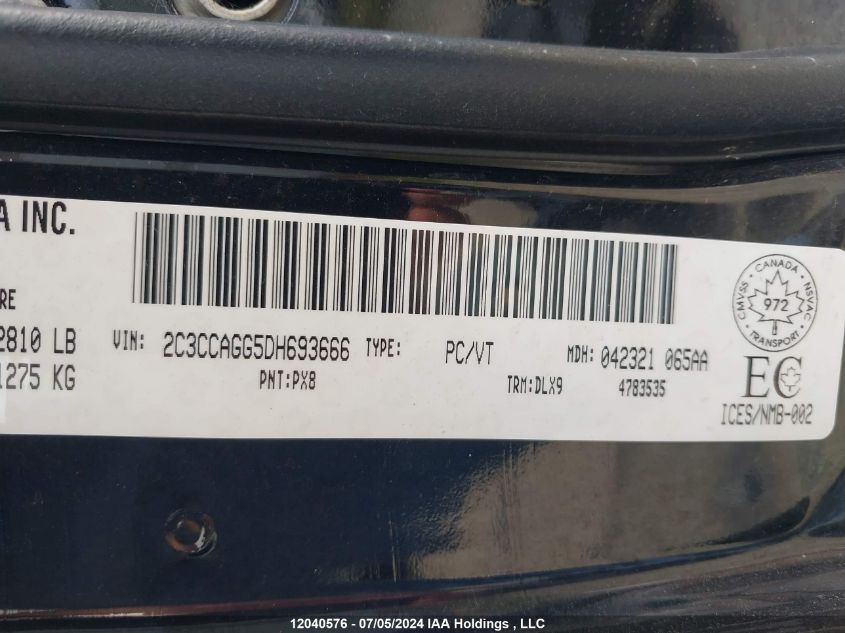 A INC.
RE
2810 LB
1275 KG
VIN: 2C3CCAGG5DH693666 TYPE: PC/VT MDH: 042321 065AA
PNT:PX8 TRM:DLX9 4783535
CANADA
CMVSS 972 NSVAC
TRANSPORT
EC
ICES/NMB-002
12040576 - 07/05/2024 IAA Holdings , LLC